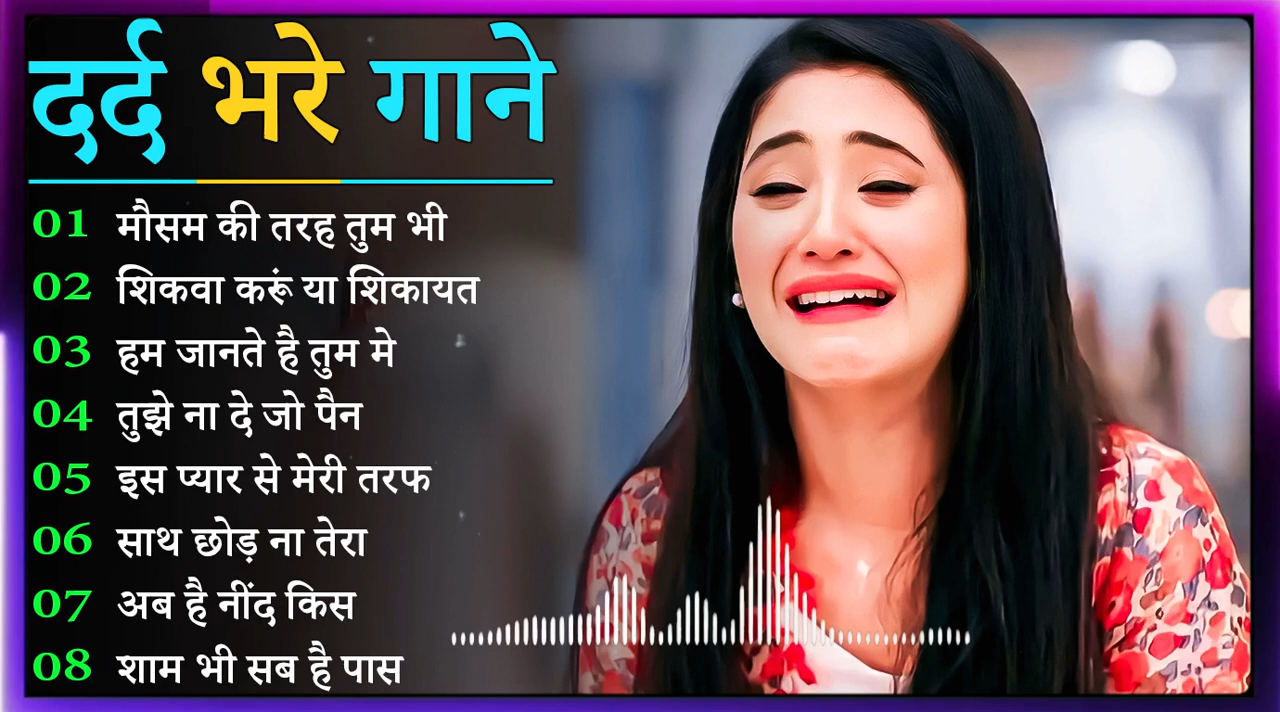 दर्द भरे गाने
01 मौसम की तरह तुम भी
02 शिकवा करूं या शिकायत
03 हम जानते है तुम मे
04 तुझे ना दे जो पैन
05 इस प्यार से मेरी तरफ
06 साथ छोड़ ना तेरा
07 अब है नींद किस
08 शाम भी सब है पास